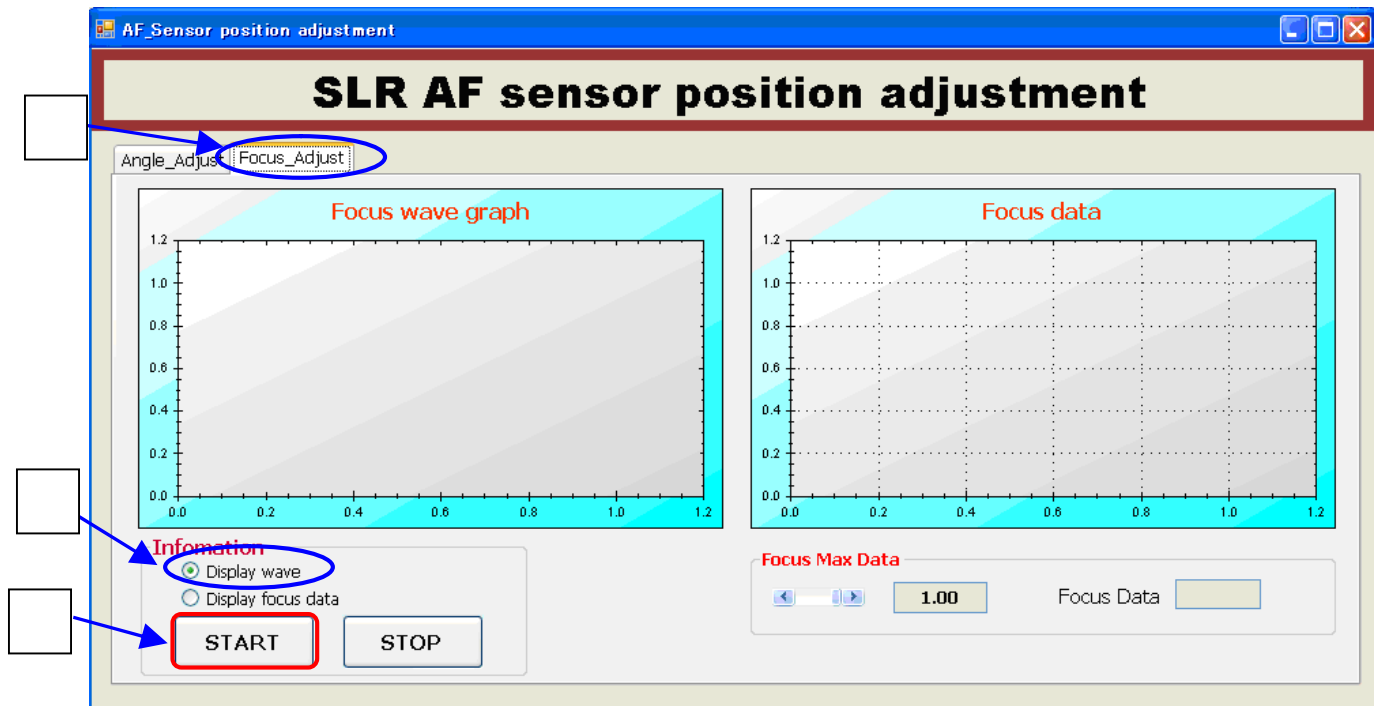 AF_Sensor position adjustment
SLR AF sensor position adjustment
Angle_Adjust Focus_Adjust
Focus wave graph
1.2
1.0
0.8
0.6
0.4
0.2
0.0
0.0 0.2 0.4 0.6 0.8 1.0 1.2
Focus data
1.2
1.0
0.8
0.6
0.4
0.2
0.0
0.0 0.2 0.4 0.6 0.8 1.0 1.2
Infomation
Display wave
Display focus data
START STOP
Focus Max Data
1.00 Focus Data